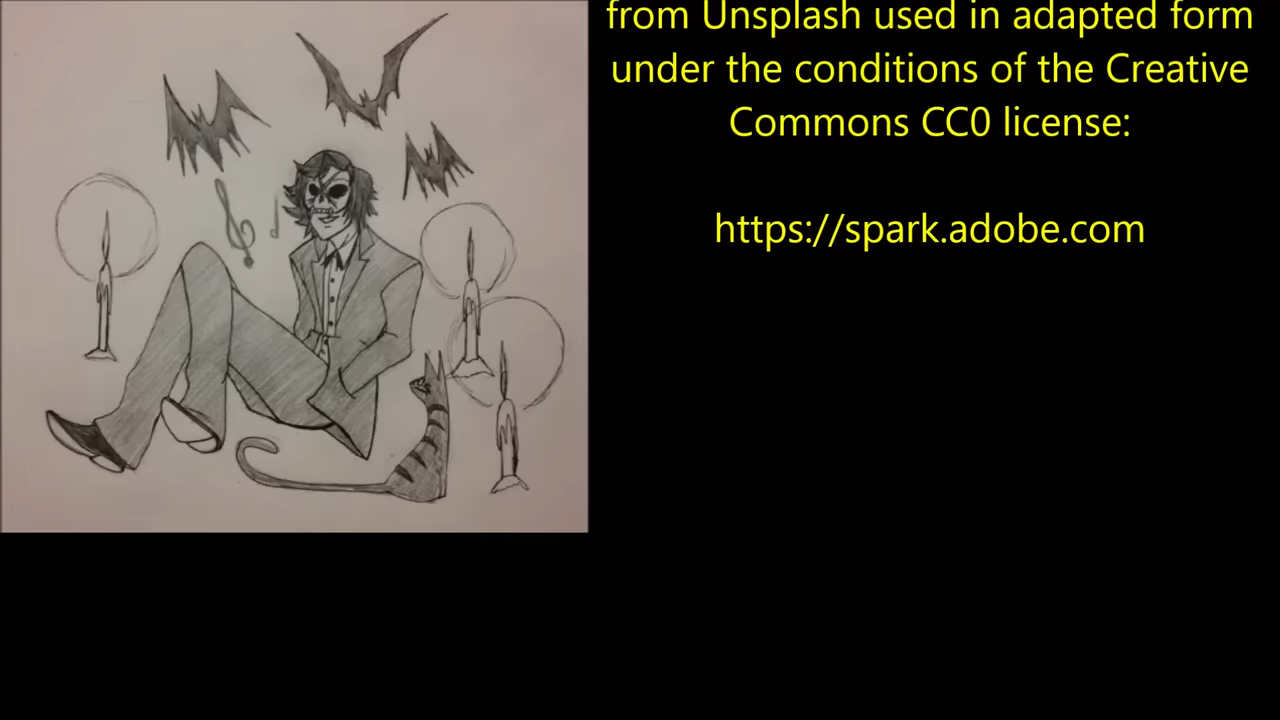 from Unsplash used in adapted form
under the conditions of the Creative
Commons CC0 license:
https://spark.adobe.com